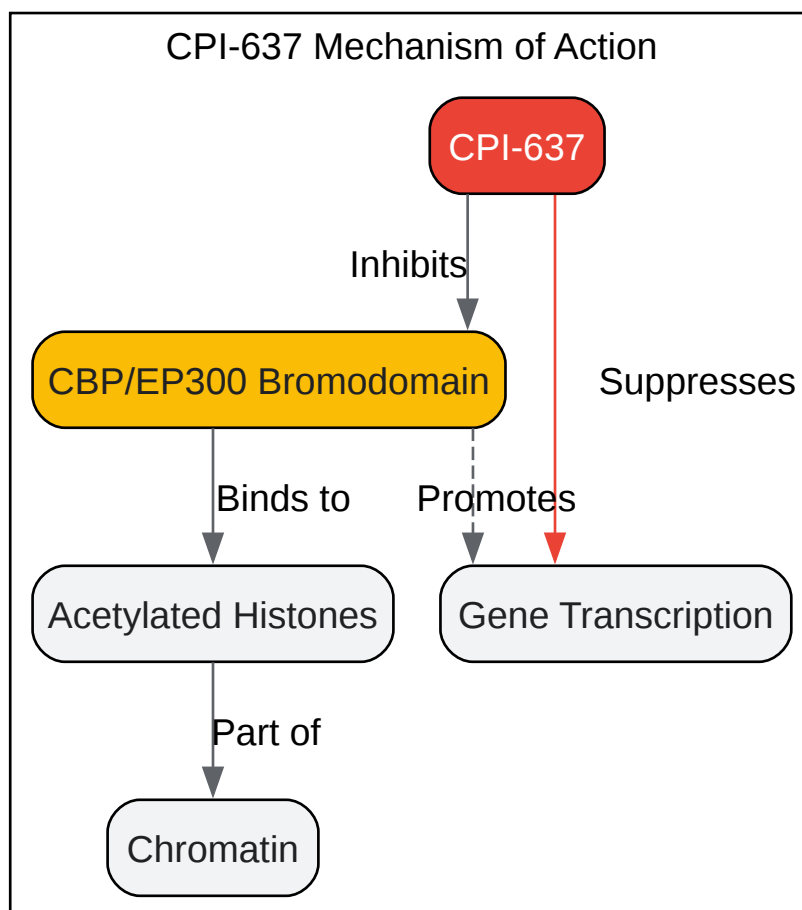 CPI-637 Mechanism of Action
CPI-637
Inhibits
CBP/EP300 Bromodomain
Suppresses
Binds to
Promotes
Acetylated Histones
Gene Transcription
Part of
Chromatin